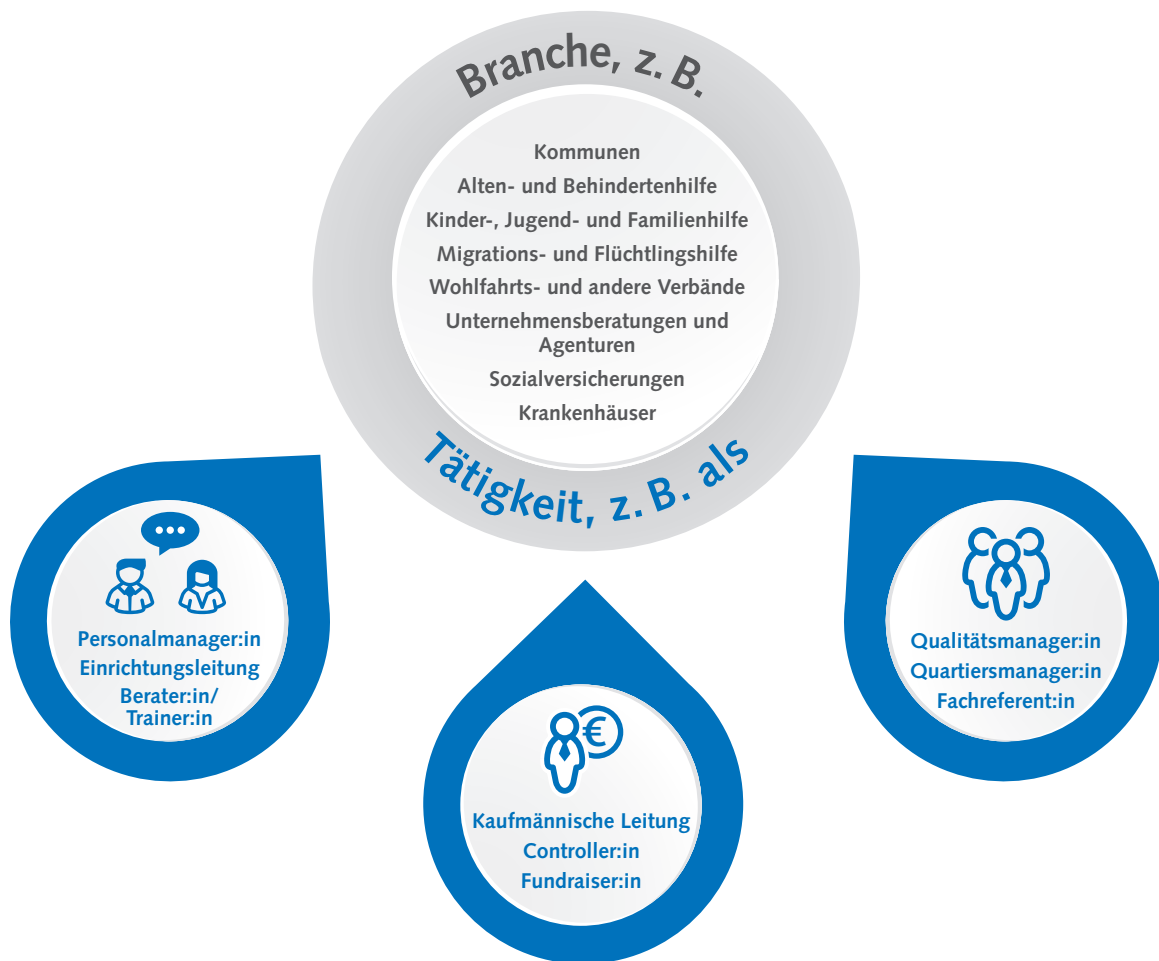 Branche, z. B.
Kommunen
Alten- und Behindertenhilfe
Kinder-, Jugend- und Familienhilfe
Migrations- und Flüchtlingshilfe
Wohlfahrts- und andere Verbände
Unternehmensberatungen und
Agenturen
Sozialversicherungen
Krankenhäuser
Tätigkeit, z. B. als
Personalmanager:in
Einrichtungsleitung
Berater:in/
Trainer:in
€
Kaufmännische Leitung
Controller:in
Fundraiser:in
Qualitätsmanager:in
Quartiersmanager:in
Fachreferent:in